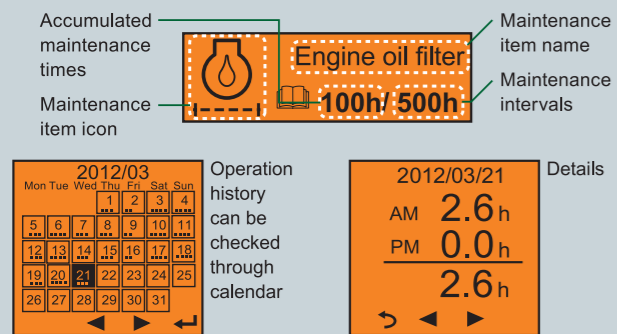 Accumulated
maintenance
times
Maintenance
item icon
Engine oil filter
100h/ 500h
Maintenance
item name
Maintenance
intervals
2012/03
Mon Tue Wed Thu Fri Sat Sun
1 2 3 4
5 6 7 8 9 10 11
12 13 14 15 16 17 18
19 20 21 22 23 24 25
26 27 28 29 30 31
Operation
history
can be
checked
through
calendar
2012/03/21
AM 2.6 h
PM 0.0 h
2.6 h
Details